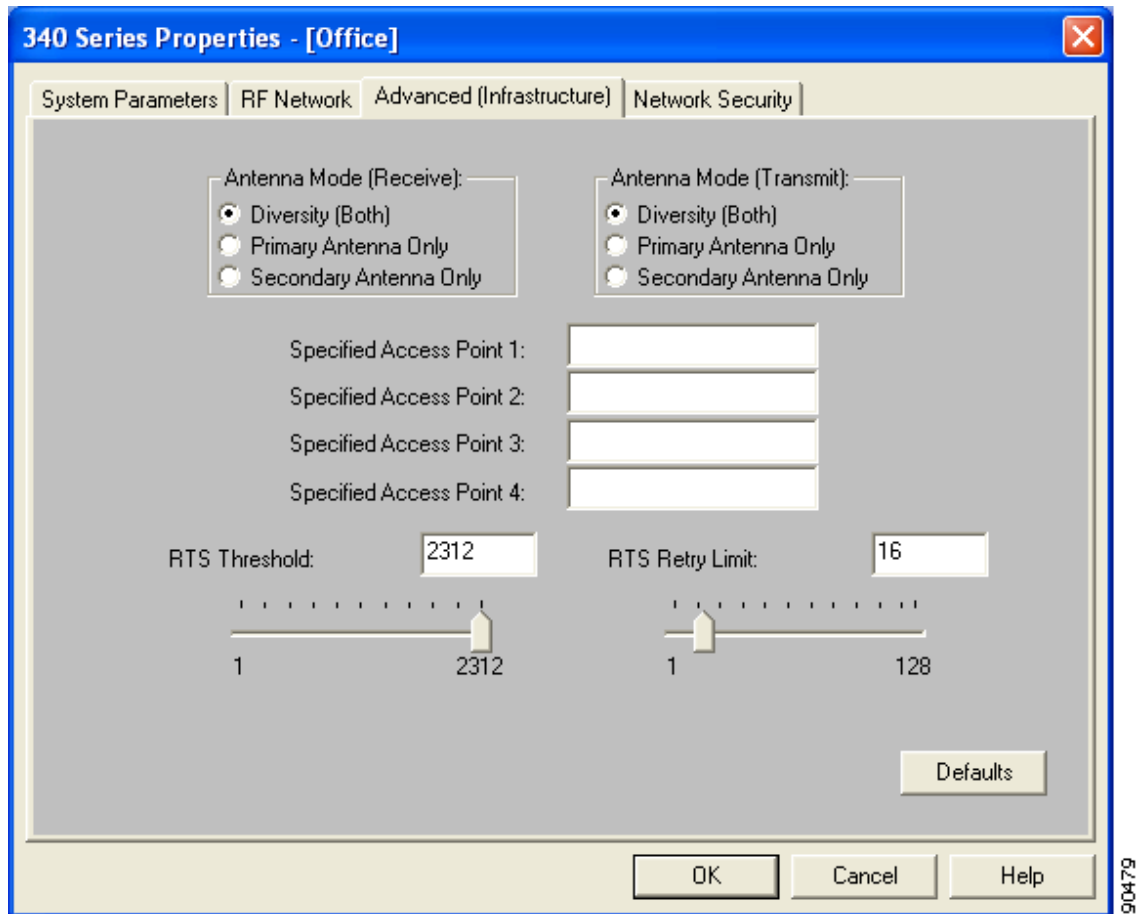 340 Series Properties - [Office]
System Parameters
RF Network
Advanced (Infrastructure)
Network Security
Antenna Mode (Receive):
Diversity (Both)
Primary Antenna Only
Secondary Antenna Only
Antenna Mode (Transmit):
Diversity (Both)
Primary Antenna Only
Secondary Antenna Only
Specified Access Point 1:
Specified Access Point 2:
Specified Access Point 3:
Specified Access Point 4:
RTS Threshold:
2312
1
2312
RTS Retry Limit:
16
1
128
Defaults
OK
Cancel
Help
90479